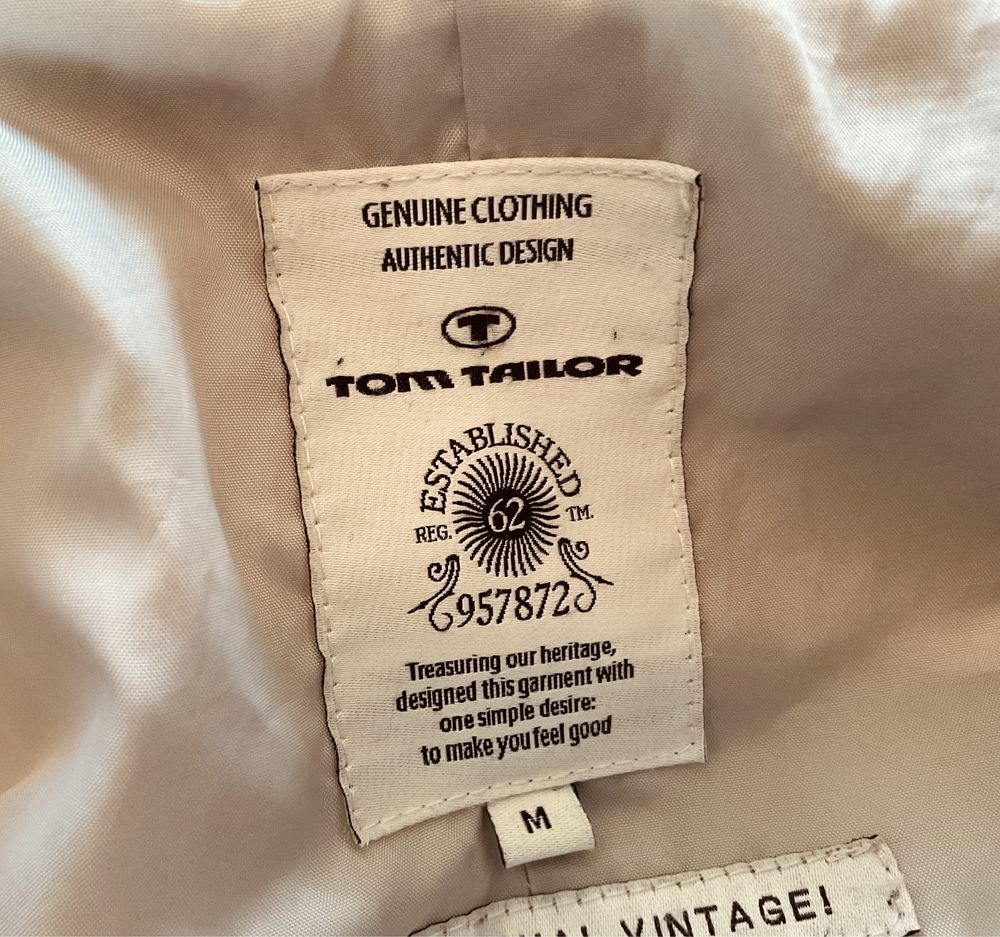 GENUINE CLOTHING
AUTHENTIC DESIGN
T
TOM TAILOR
ESTABLISHED
REG. 62 TM.
957872
Treasuring our heritage,
designed this garment with
one simple desire:
to make you feel good
M
VINTAGE!